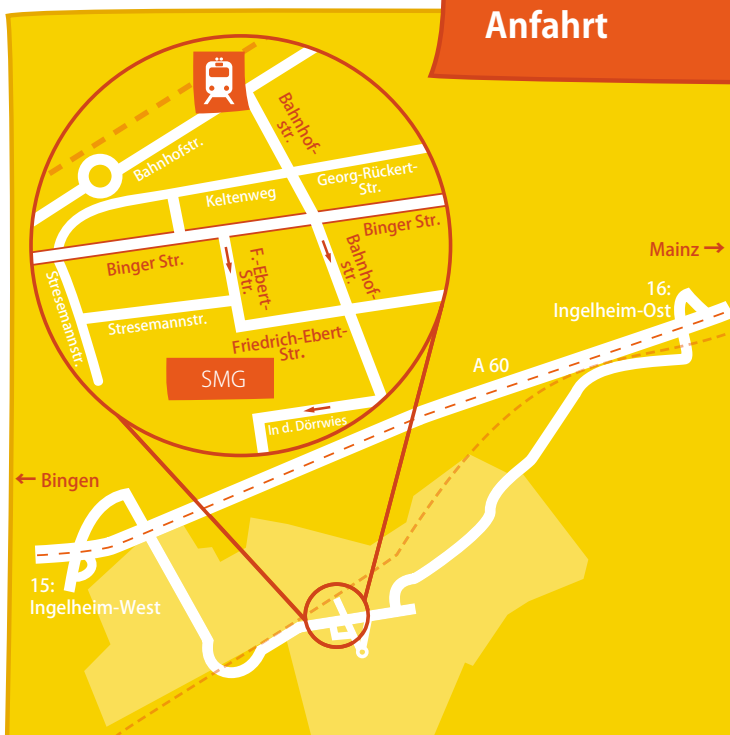 Anfahrt
Bahnhof-
str.
Bahnhofstr.
Georg-Rückert-
Str.
Keltenweg
Binger Str.
Binger Str.
F.-Ebert-
Str.
Bahnhof-
str.
Stresemannstr.
Stresemannstr.
Friedrich-Ebert-
Str.
SMG
In d. Dörrwies
Mainz →
16:
Ingelheim-Ost
A 60
← Bingen
15:
Ingelheim-West